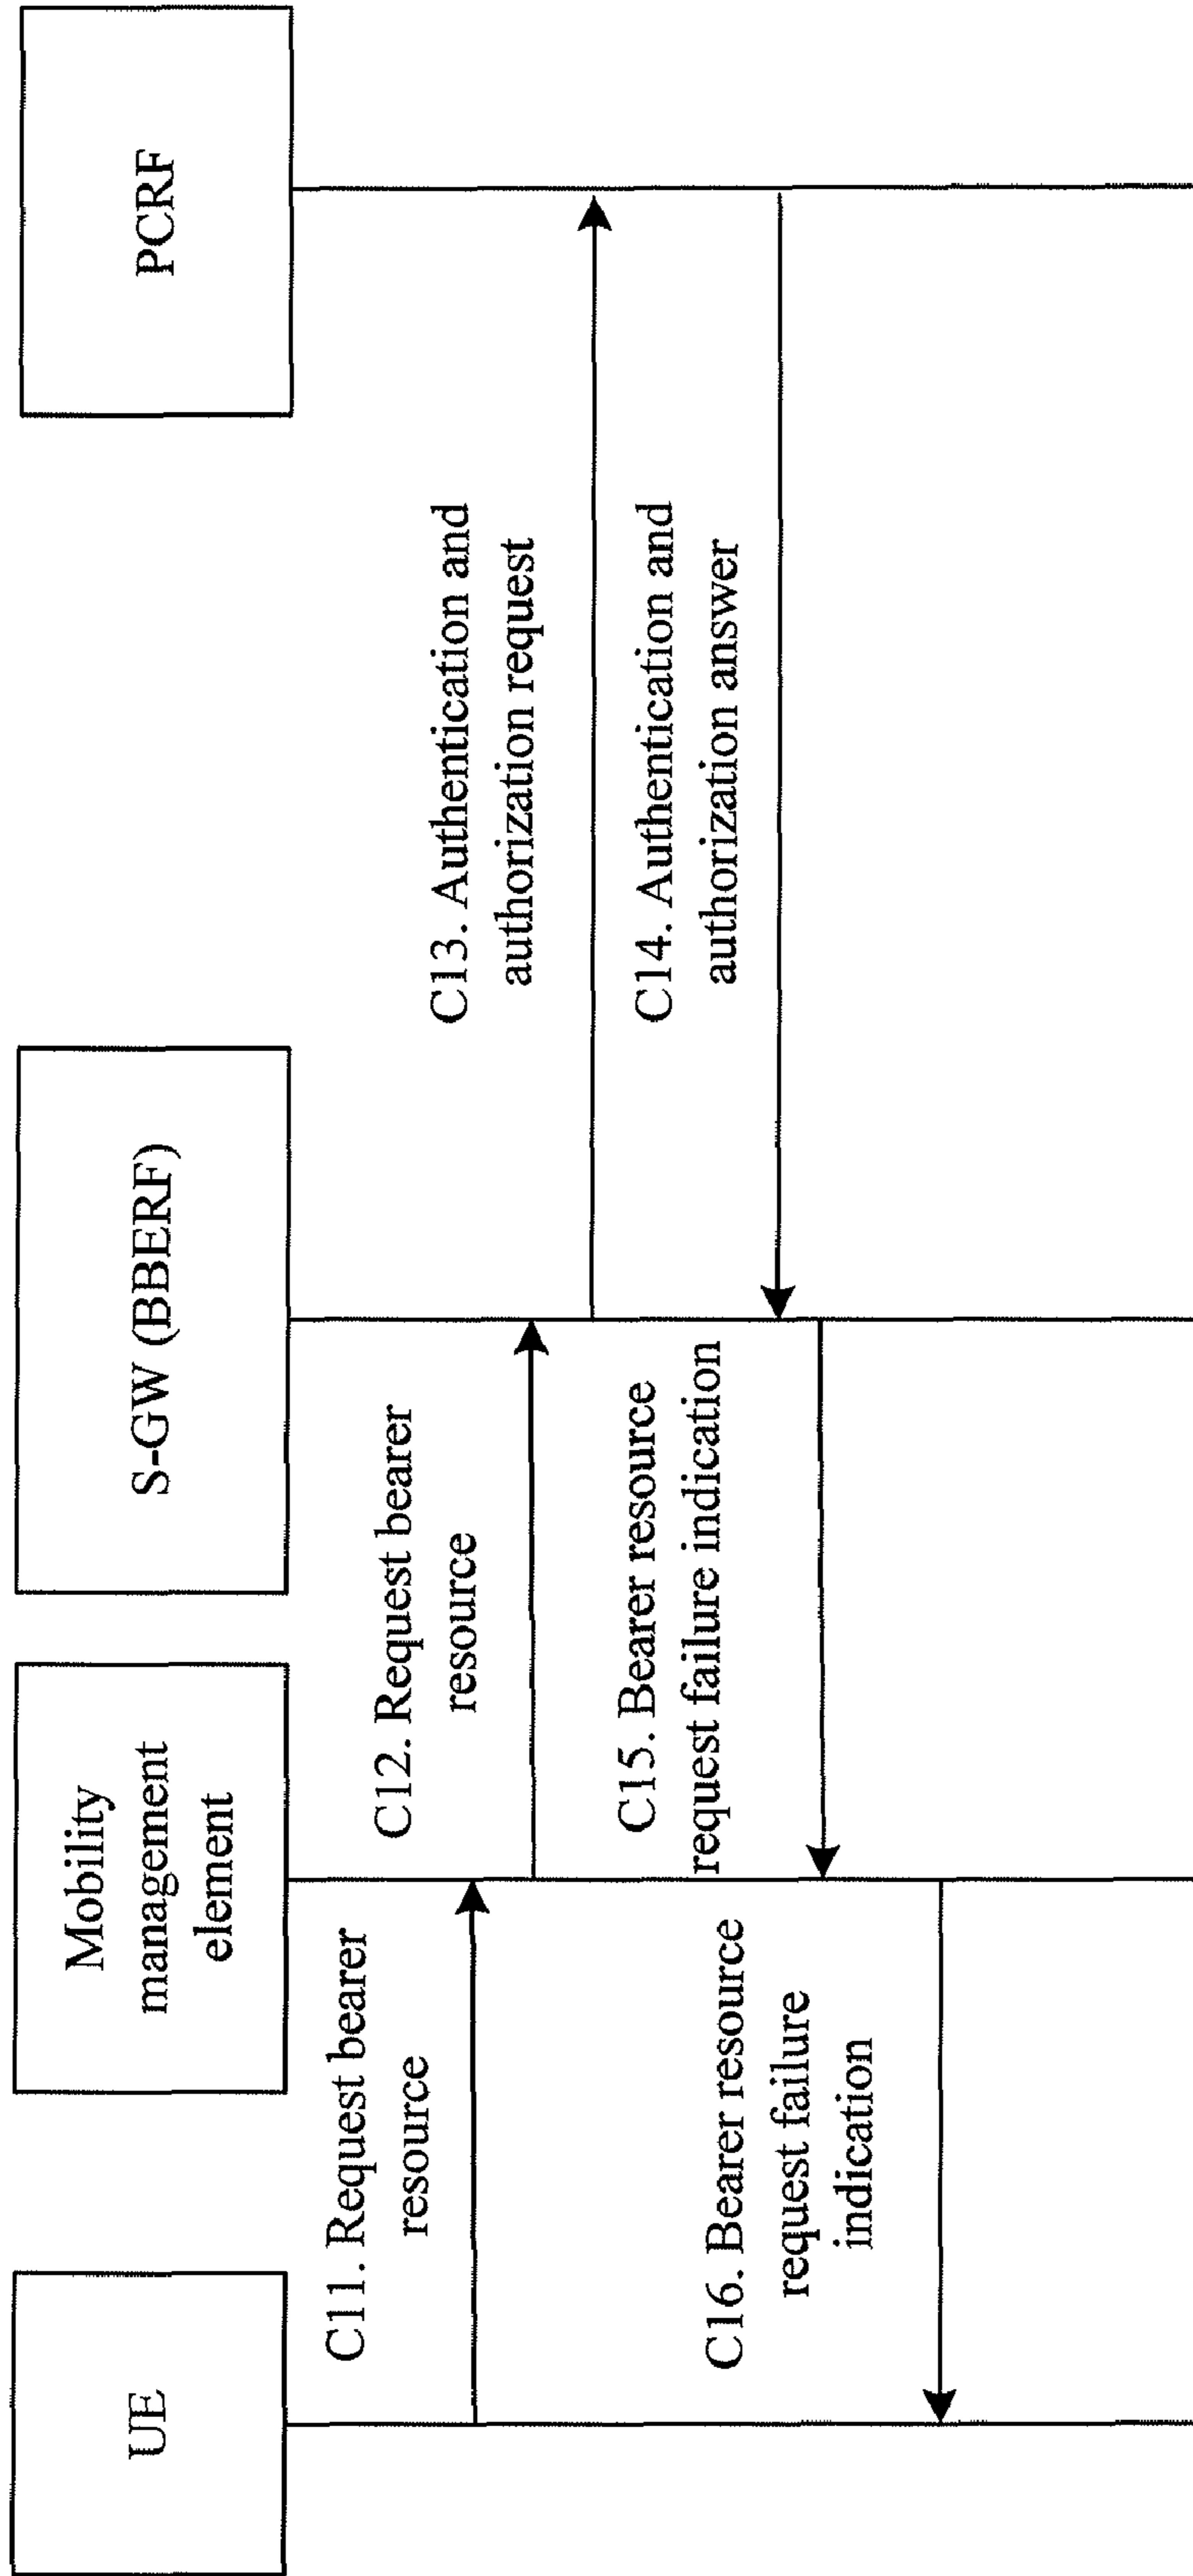 UE
Mobility
management
element
S-GW (BBERF)
PCRF
C11. Request bearer
resource
C12. Request bearer
resource
C13. Authentication and
authorization request
C14. Authentication and
authorization answer
C15. Bearer resource
request failure indication
C16. Bearer resource
request failure
indication